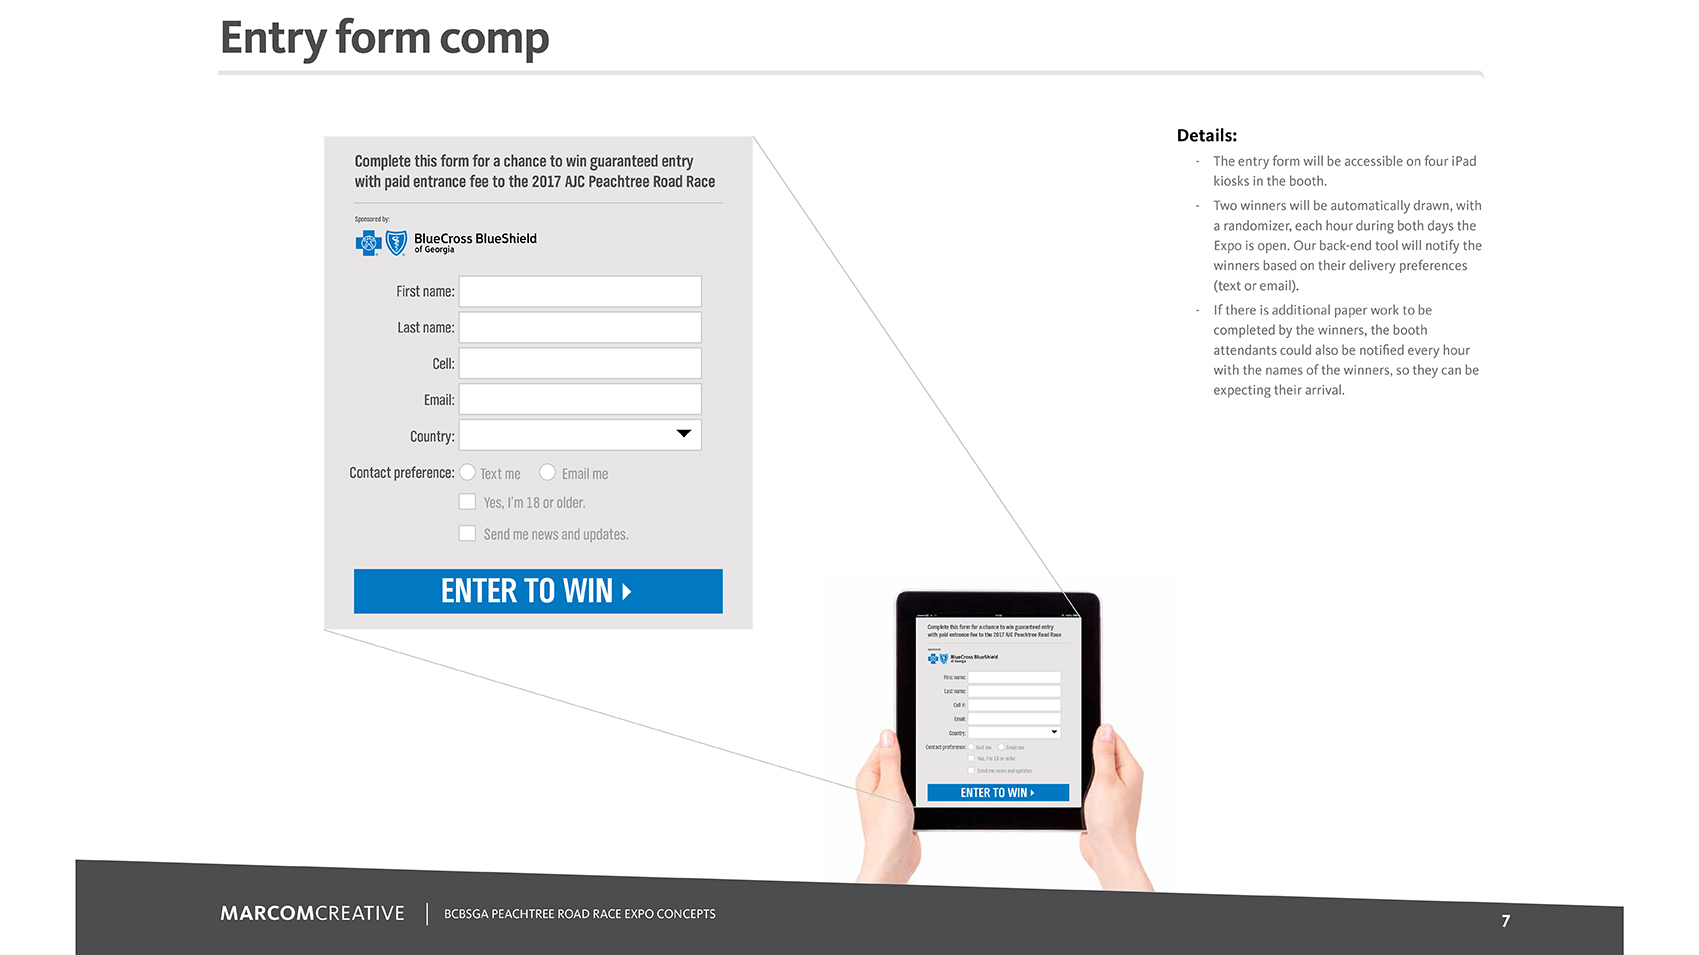 Entry form comp
Complete this form for a chance to win guaranteed entry
with paid entrance fee to the 2017 AJC Peachtree Road Race
Sponsored by:
BlueCross BlueShield
of Georgia
First name:
Last name:
Cell:
Email:
Country:
Contact preference: Text me Email me
Yes, I'm 18 or older.
Send me news and updates.
ENTER TO WIN
Details:
- The entry form will be accessible on four iPad
kiosks in the booth.
- Two winners will be automatically drawn, with
a randomizer, each hour during both days the
Expo is open. Our back-end tool will notify the
winners based on their delivery preferences
(text or email).
- If there is additional paper work to be
completed by the winners, the booth
attendants could also be notified every hour
with the names of the winners, so they can be
expecting their arrival.
Complete this form for a chance to win guaranteed entry
with paid entrance fee to the 2017 AJC Peachtree Road Race
BlueCross BlueShield
of Georgia
First name:
Last name:
Cell #:
Email:
Country:
Contact preference: Text me Email me
Yes, I'm 18 or older
Send me news and updates
ENTER TO WIN
MARCOMCREATIVE | BCBSGA PEACHTREE ROAD RACE EXPO CONCEPTS
7